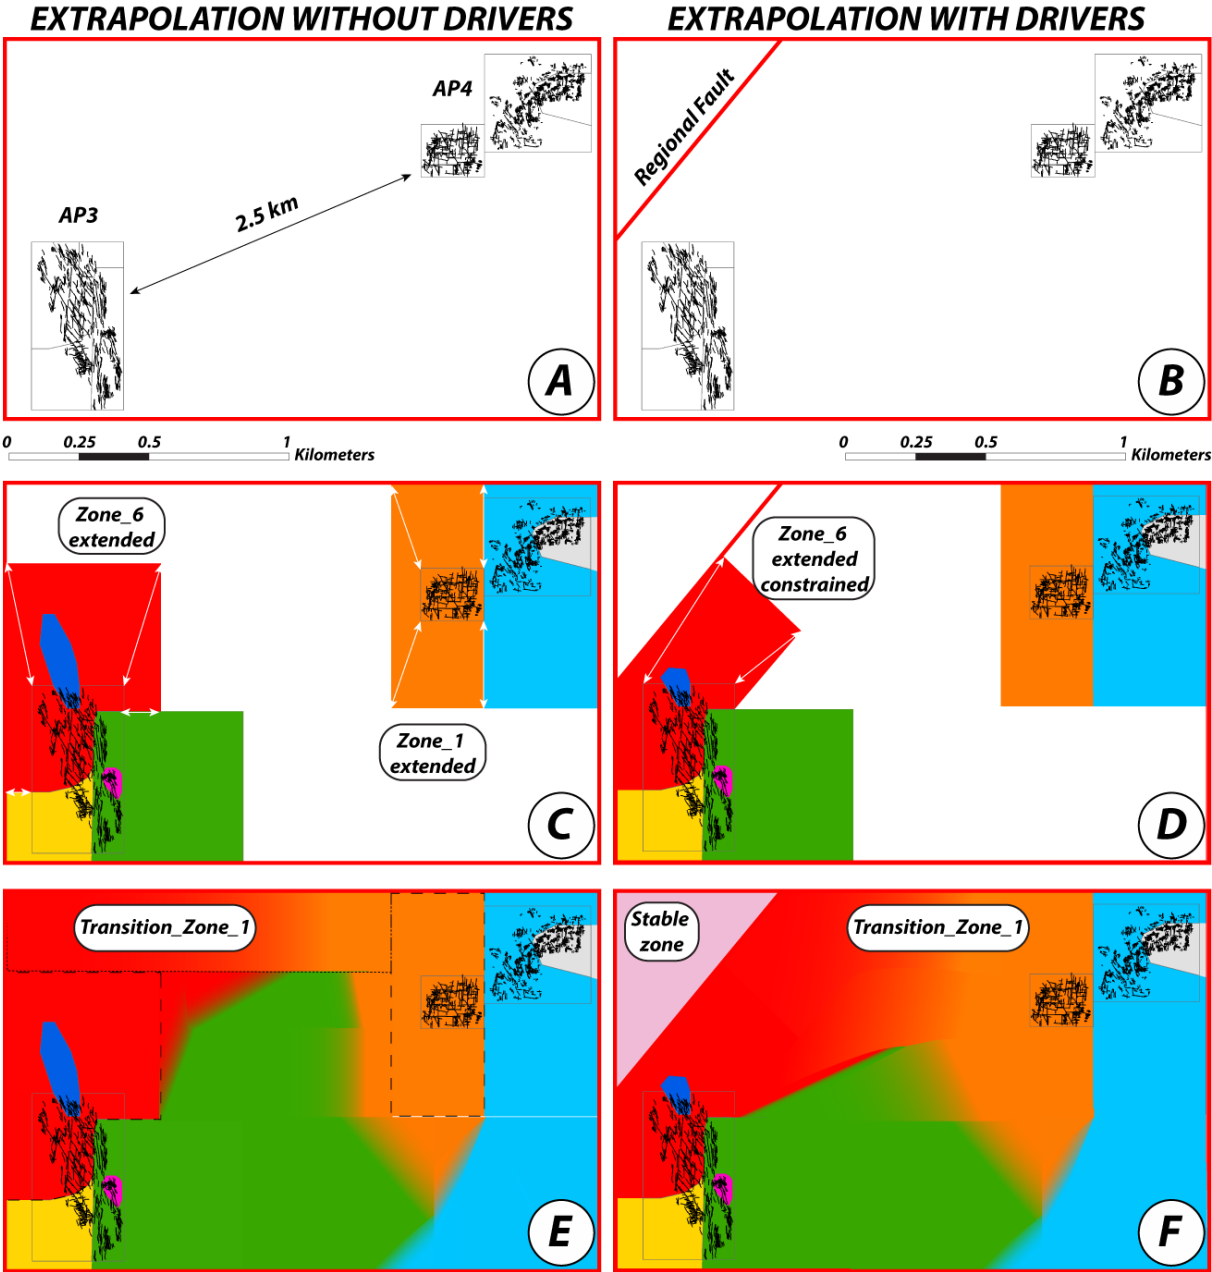 EXTRAPOLATION WITHOUT DRIVERS
EXTRAPOLATION WITH DRIVERS
AP4
AP3
2.5 km
A
Regional Fault
B
0 0.25 0.5 1
Kilometers
0 0.25 0.5 1
Kilometers
Zone_6
extended
Zone_1
extended
C
Zone_6
extended
constrained
D
Transition_Zone_1
E
Stable
zone
Transition_Zone_1
F